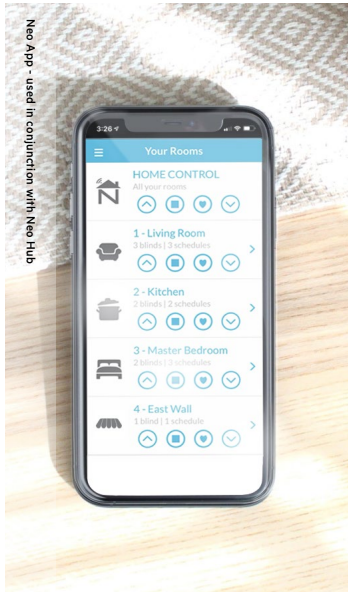 Neo App - used in conjunction with Neo Hub
3:26
Your Rooms
HOME CONTROL
All your rooms
1 - Living Room
3 blinds | 3 schedules
2 - Kitchen
2 blinds | 2 schedules
3 - Master Bedroom
2 blinds | 3 schedules
4 - East Wall
1 blind | 1 schedule